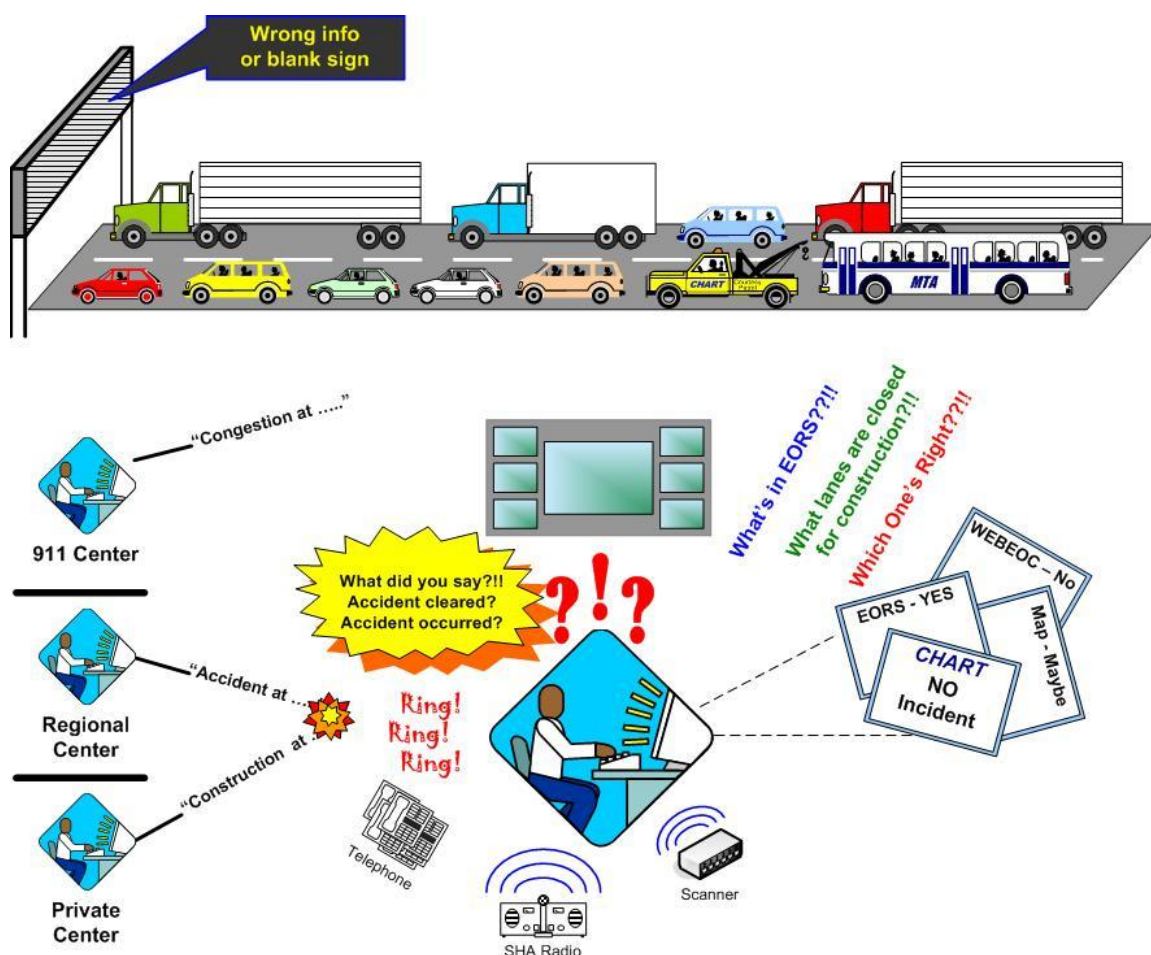 Wrong info
or blank sign
CHART
MTA
"Congestion at ....."
911 Center
"Accident at ....
Regional
Center
"Construction at ..
Private
Center
What did you say?!!
Accident cleared?
Accident occurred?
? ! ?
Ring!
Ring!
Ring!
Telephone
SHA Radio
Scanner
What's in EORS??!!
What lanes are closed
for construction?!!
Which One's Right??!!
WEBEOC – No
EORS - YES
Map - Maybe
CHART
NO
Incident